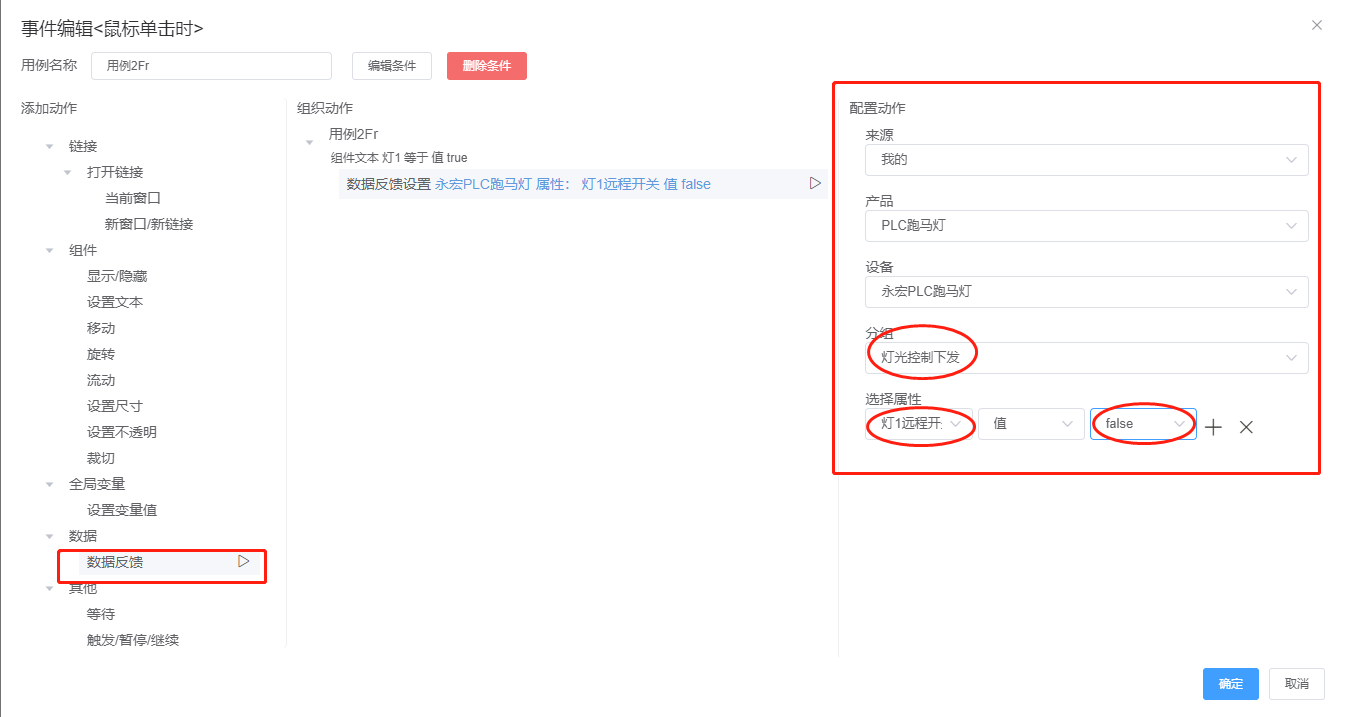 事件编辑<鼠标单击时>
用例名称
用例2Fr
编辑条件
删除条件
添加动作
链接
打开链接
当前窗口
新窗口/新链接
组件
显示/隐藏
设置文本
移动
旋转
流动
设置尺寸
设置不透明
裁切
全局变量
设置变量值
数据
数据反馈
其他
等待
触发/暂停/继续
组织动作
用例2Fr
组件文本 灯1 等于 值 true
数据反馈设置 永宏PLC跑马灯 属性： 灯1远程开关 值 false
配置动作
来源
我的
产品
PLC跑马灯
设备
永宏PLC跑马灯
分组
灯光控制下发
选择属性
灯1远程开
值
false
确定
取消